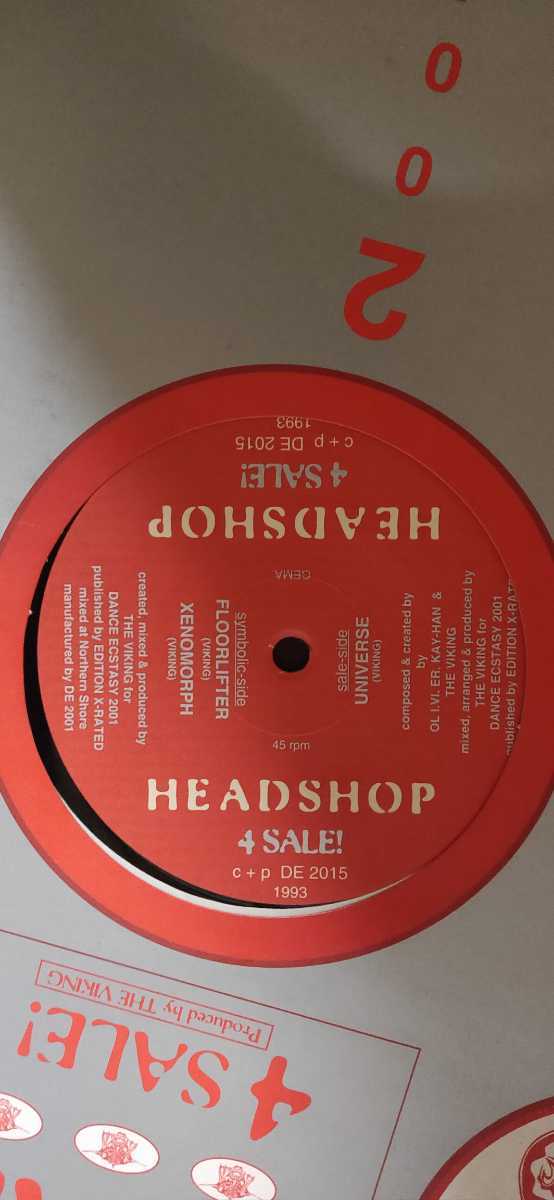 0
0
2
HEADSHOP
4 SALE!
c + p DE 2015
1993
GEMA
symbolic-side
FLOORLIFTER
(VIKING)
XENOMORPH
(VIKING)
created, mixed & produced by
THE VIKING for
DANCE ECSTASY 2001
published by EDITION X-RATED
mixed at Northern Shore
manufactured by DE 2001
sale-side
UNIVERSE
(VIKING)
composed & created by
by
OL I.VI. ER. KAY-HAN &
THE VIKING
mixed, arranged & produced by
THE VIKING for
DANCE ECSTASY 2001
published by EDITION
45 rpm
HEADSHOP
4 SALE!
c + p DE 2015
1993
Produced by THE VIKING
4 SALE!